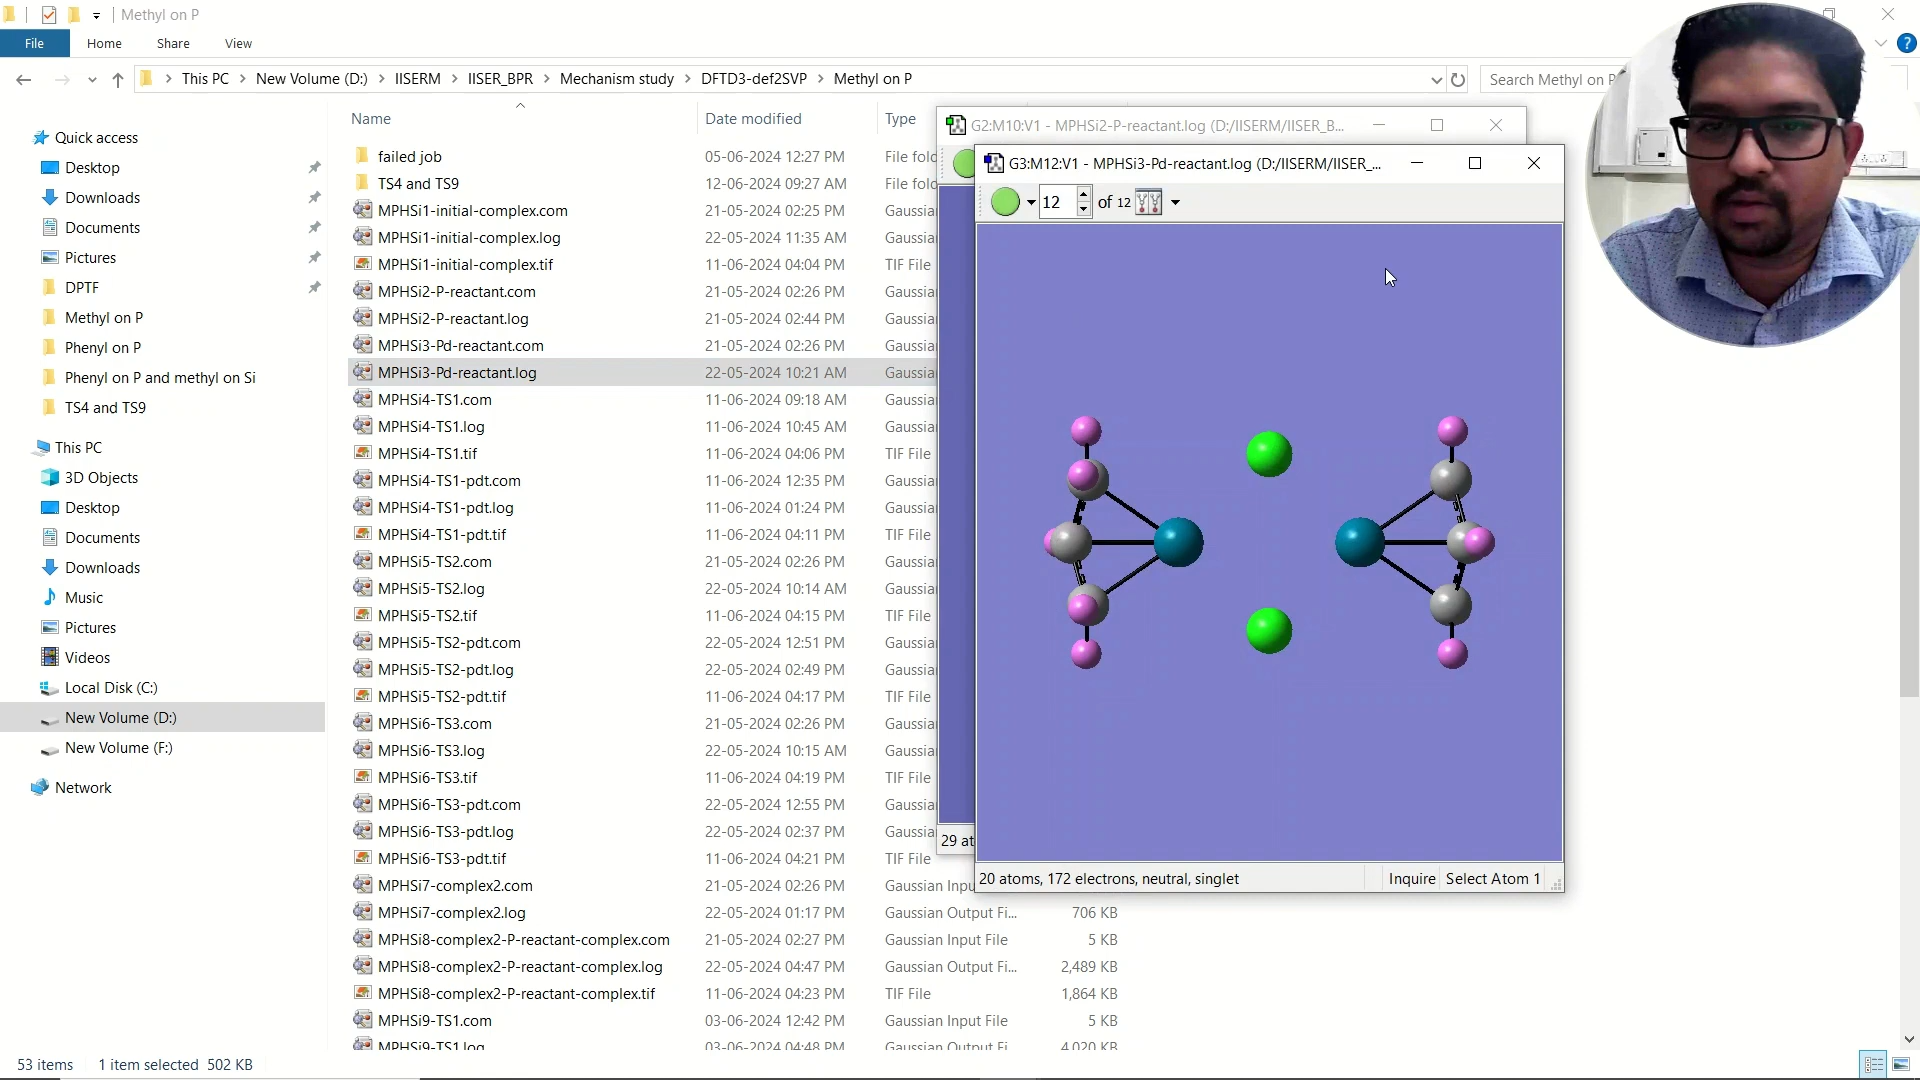 Methyl on P
File Home Share View
This PC New Volume (D:) IISERM IISER_BPR Mechanism study DFTD3-def2SVP Methyl on P
Search Methyl on P
Quick access
Desktop
Downloads
Documents
Pictures
DPTF
Methyl on P
Phenyl on P
Phenyl on P and methyl on Si
TS4 and TS9
This PC
3D Objects
Desktop
Documents
Downloads
Music
Pictures
Videos
Local Disk (C:)
New Volume (D:)
New Volume (F:)
Network
Name Date modified Type
failed job 05-06-2024 12:27 PM File fold
TS4 and TS9 12-06-2024 09:27 AM File fold
MPHSi1-initial-complex.com 21-05-2024 02:25 PM Gaussia
MPHSi1-initial-complex.log 22-05-2024 11:35 AM Gaussia
MPHSi1-initial-complex.tif 11-06-2024 04:04 PM TIF File
MPHSi2-P-reactant.com 21-05-2024 02:26 PM Gaussia
MPHSi2-P-reactant.log 21-05-2024 02:44 PM Gaussia
MPHSi3-Pd-reactant.com 21-05-2024 02:26 PM Gaussia
MPHSi3-Pd-reactant.log 22-05-2024 10:21 AM Gaussia
MPHSi4-TS1.com 11-06-2024 09:18 AM Gaussia
MPHSi4-TS1.log 11-06-2024 10:45 AM Gaussia
MPHSi4-TS1.tif 11-06-2024 04:06 PM TIF File
MPHSi4-TS1-pdt.com 11-06-2024 12:35 PM Gaussia
MPHSi4-TS1-pdt.log 11-06-2024 01:24 PM Gaussia
MPHSi4-TS1-pdt.tif 11-06-2024 04:11 PM TIF File
MPHSi5-TS2.com 21-05-2024 02:26 PM Gaussia
MPHSi5-TS2.log 22-05-2024 10:14 AM Gaussia
MPHSi5-TS2.tif 11-06-2024 04:15 PM TIF File
MPHSi5-TS2-pdt.com 22-05-2024 12:51 PM Gaussia
MPHSi5-TS2-pdt.log 22-05-2024 02:49 PM Gaussia
MPHSi5-TS2-pdt.tif 11-06-2024 04:17 PM TIF File
MPHSi6-TS3.com 21-05-2024 02:26 PM Gaussia
MPHSi6-TS3.log 22-05-2024 10:15 AM Gaussia
MPHSi6-TS3.tif 11-06-2024 04:19 PM TIF File
MPHSi6-TS3-pdt.com 22-05-2024 12:55 PM Gaussia
MPHSi6-TS3-pdt.log 22-05-2024 02:37 PM Gaussia
MPHSi6-TS3-pdt.tif 11-06-2024 04:21 PM TIF File
MPHSi7-complex2.com 21-05-2024 02:26 PM Gaussian Inpu
MPHSi7-complex2.log 22-05-2024 01:17 PM Gaussian Output Fi... 706 KB
MPHSi8-complex2-P-reactant-complex.com 21-05-2024 02:27 PM Gaussian Input File 5 KB
MPHSi8-complex2-P-reactant-complex.log 22-05-2024 04:47 PM Gaussian Output Fi... 2,489 KB
MPHSi8-complex2-P-reactant-complex.tif 11-06-2024 04:23 PM TIF File 1,864 KB
MPHSi9-TS1.com 03-06-2024 12:42 PM Gaussian Input File 5 KB
MPHSi9-TS1.log 03-06-2024 04:48 PM Gaussian Output Fi 4,020 KB
G2:M10:V1 - MPHSi2-P-reactant.log (D:/IISERM/IISER_B...
29 at
G3:M12:V1 - MPHSi3-Pd-reactant.log (D:/IISERM/IISER_...
12 of 12
20 atoms, 172 electrons, neutral, singlet Inquire Select Atom 1
53 items 1 item selected 502 KB